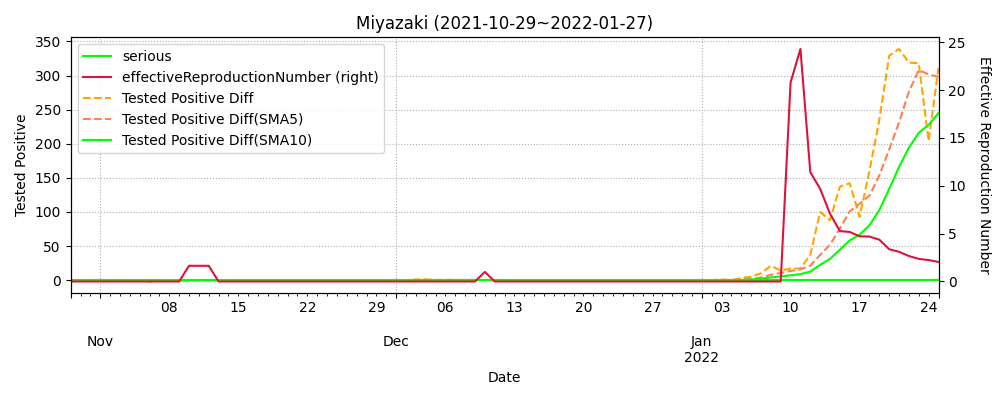 Miyazaki (2021-10-29~2022-01-27)
serious
effectiveReproductionNumber (right)
Tested Positive Diff
Tested Positive Diff(SMA5)
Tested Positive Diff(SMA10)
Tested Positive
350
300
250
200
150
100
50
0
25
20
15
10
5
0
Effective Reproduction Number
08 15 22 29 06 13 20 27 03 10 17 24
Nov Dec Jan
2022
Date